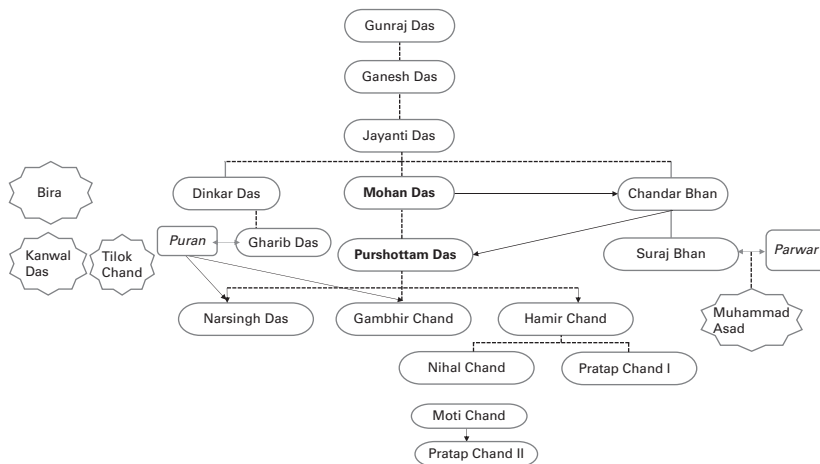 Gunraj Das
Ganesh Das
Jayanti Das
Bira
Dinkar Das
Mohan Das
Chandar Bhan
Kanwal
Das
Tilok
Chand
Puran
Gharib Das
Purshottam Das
Suraj Bhan
Parwar
Narsingh Das
Gambhir Chand
Hamir Chand
Muhammad
Asad
Nihal Chand
Pratap Chand I
Moti Chand
Pratap Chand II